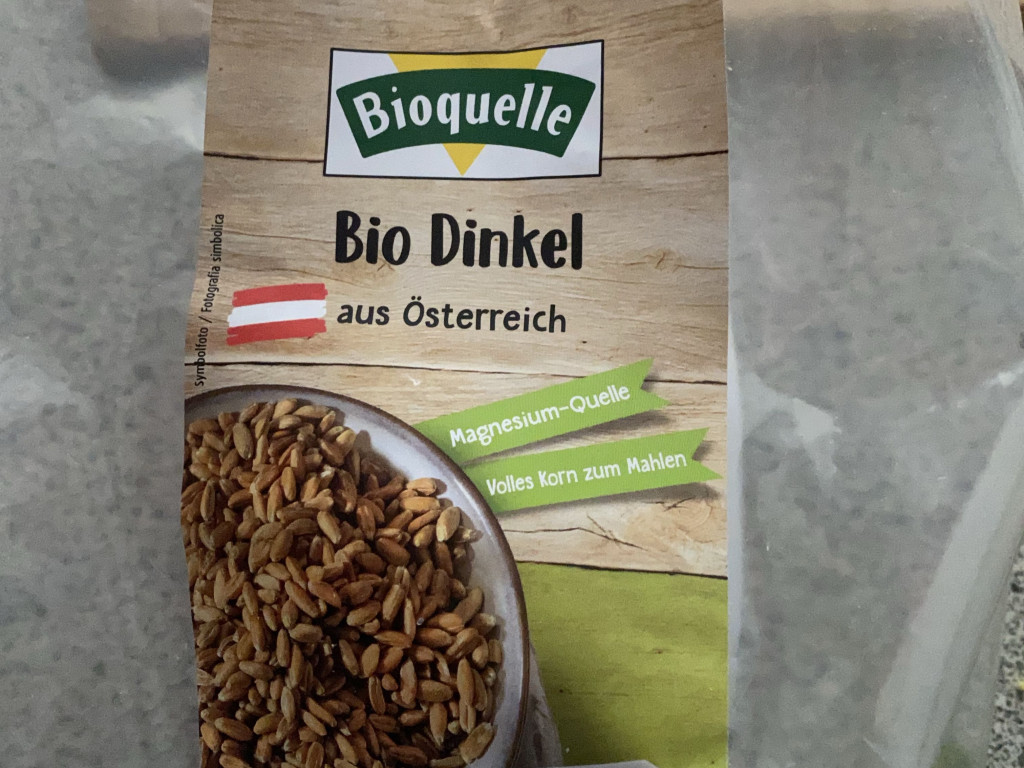 Bioquelle
Bio Dinkel
aus Österreich
symbolfoto / Fotografia simbolica
Magnesium-Quelle
Volles Korn zum Mahlen